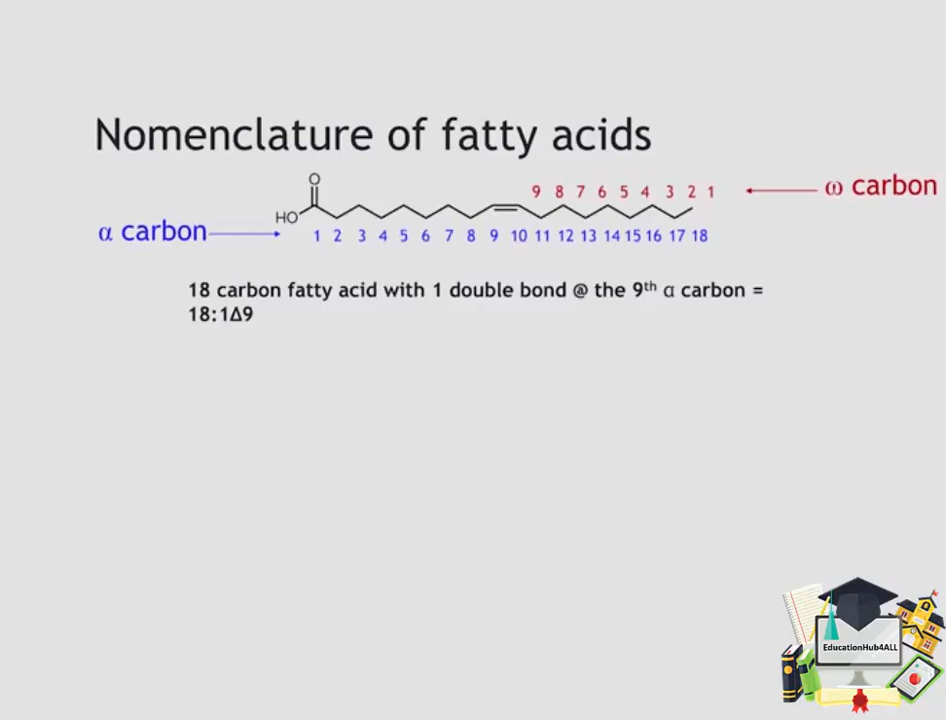 Nomenclature of fatty acids
O
HO
9 8 7 6 5 4 3 2 1
ω carbon
α carbon
1 2 3 4 5 6 7 8 9 10 11 12 13 14 15 16 17 18
18 carbon fatty acid with 1 double bond @ the 9th α carbon =
18:1Δ9
EducationHub4ALL